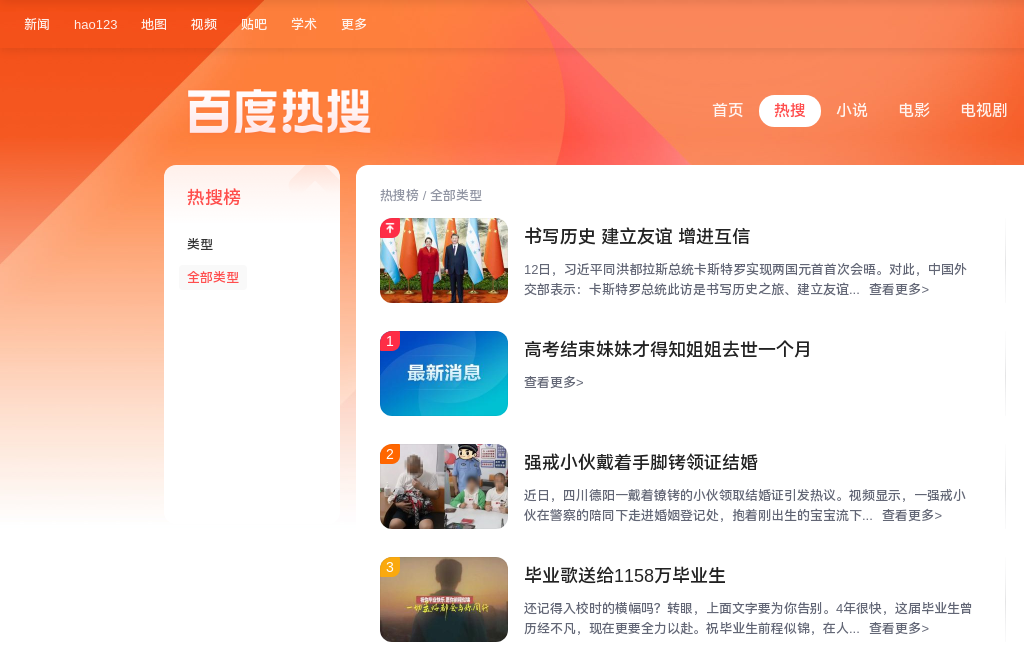 新闻 hao123 地图 视频 贴吧 学术 更多
百度热搜
首页 热搜 小说 电影 电视剧
热搜榜
类型
全部类型
热搜榜 / 全部类型
书写历史 建立友谊 增进互信
12日，习近平同洪都拉斯总统卡斯特罗实现两国元首首次会晤。对此，中国外
交部表示：卡斯特罗总统此访是书写历史之旅、建立友谊... 查看更多>
1
最新消息
高考结束妹妹才得知姐姐去世一个月
查看更多>
2
强戒小伙戴着手脚铐领证结婚
近日，四川德阳一戴着镣铐的小伙领取结婚证引发热议。视频显示，一强戒小
伙在警察的陪同下走进婚姻登记处，抱着刚出生的宝宝流下... 查看更多>
3
一切美好都会与你同行
毕业歌送给1158万毕业生
还记得入校时的横幅吗？转眼，上面文字要为你告别。4年很快，这届毕业生曾
历经不凡，现在更要全力以赴。祝毕业生前程似锦，在人... 查看更多>